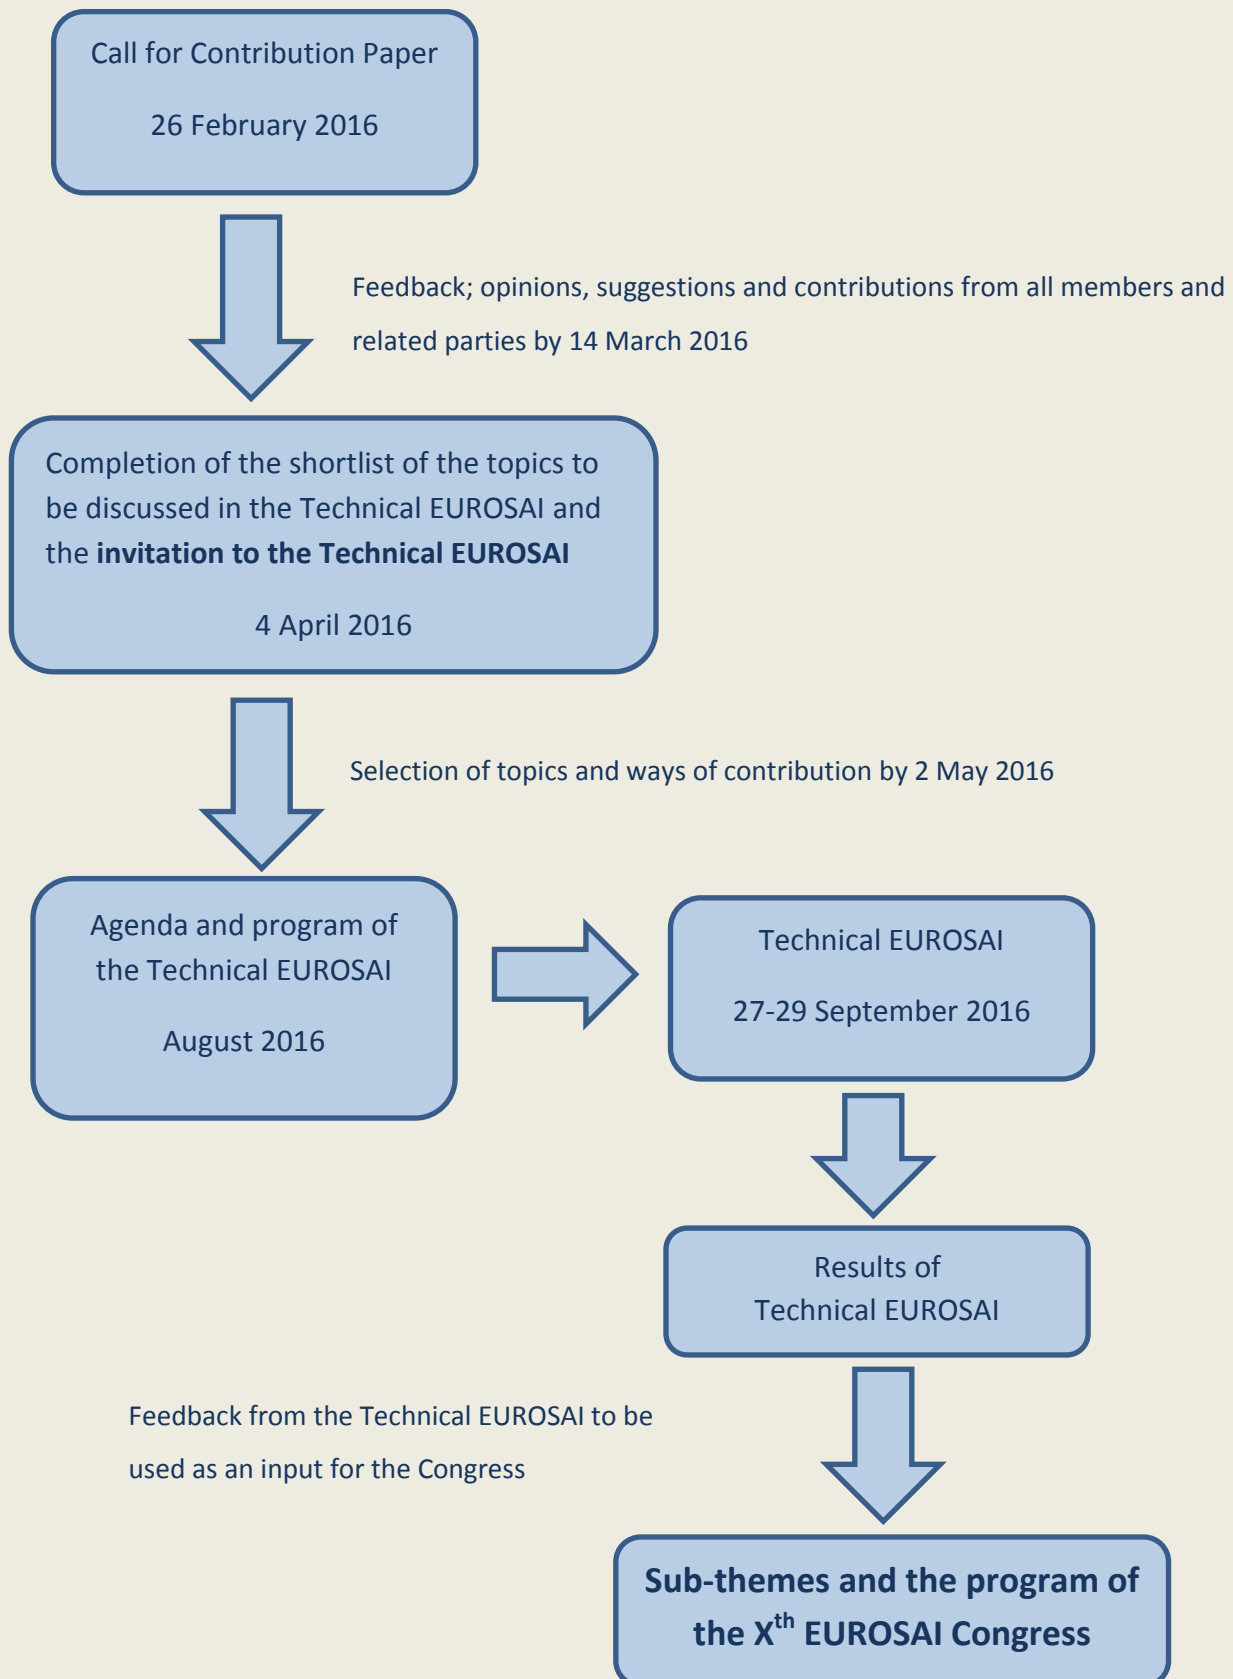 Call for Contribution Paper
26 February 2016
Feedback; opinions, suggestions and contributions from all members and
related parties by 14 March 2016
Completion of the shortlist of the topics to
be discussed in the Technical EUROSAI and
the invitation to the Technical EUROSAI
4 April 2016
Selection of topics and ways of contribution by 2 May 2016
Agenda and program of
the Technical EUROSAI
August 2016
Technical EUROSAI
27-29 September 2016
Results of
Technical EUROSAI
Feedback from the Technical EUROSAI to be
used as an input for the Congress
Sub-themes and the program of
the Xth EUROSAI Congress